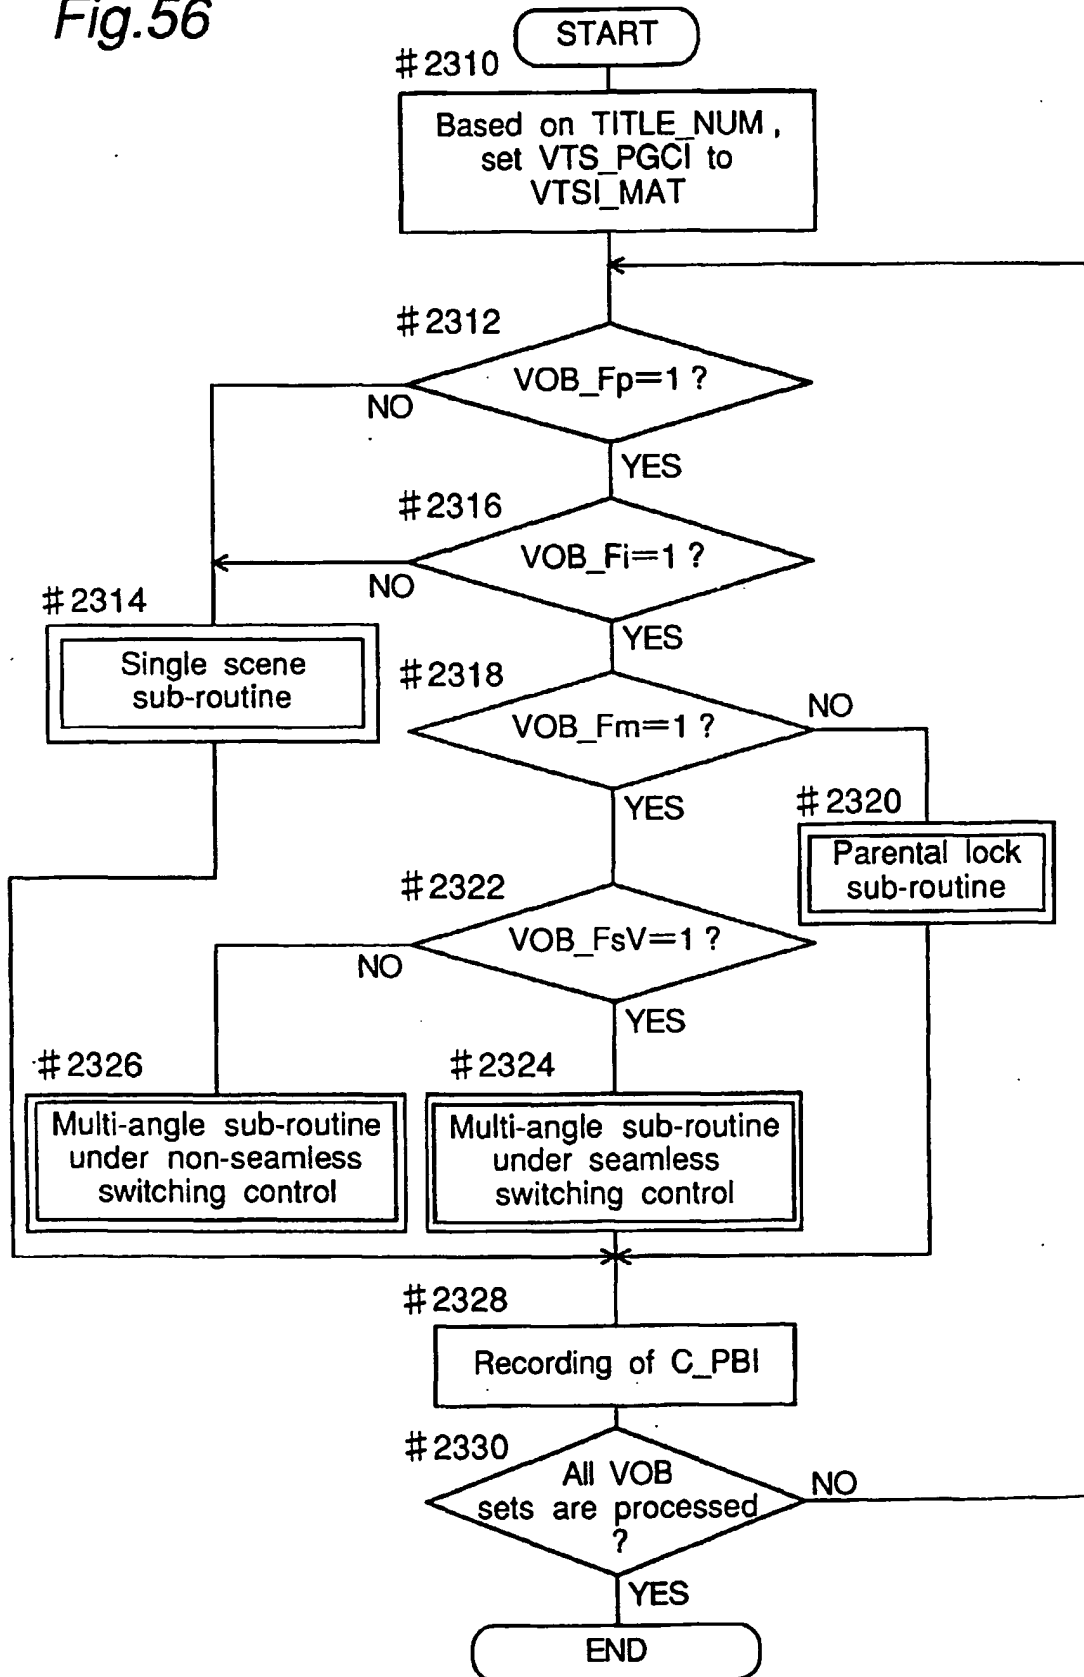 Fig.56
START
#2310
Based on TITLE_NUM,
set VTS_PGCI to
VTSI_MAT
#2312
VOB_Fp=1 ?
NO
YES
#2316
VOB_Fi=1 ?
NO
YES
#2314
Single scene
sub-routine
#2318
VOB_Fm=1 ?
NO
YES
#2320
Parental lock
sub-routine
#2322
VOB_FsV=1 ?
NO
YES
#2326
Multi-angle sub-routine
under non-seamless
switching control
#2324
Multi-angle sub-routine
under seamless
switching control
#2328
Recording of C_PBI
#2330
All VOB
sets are processed
?
NO
YES
END